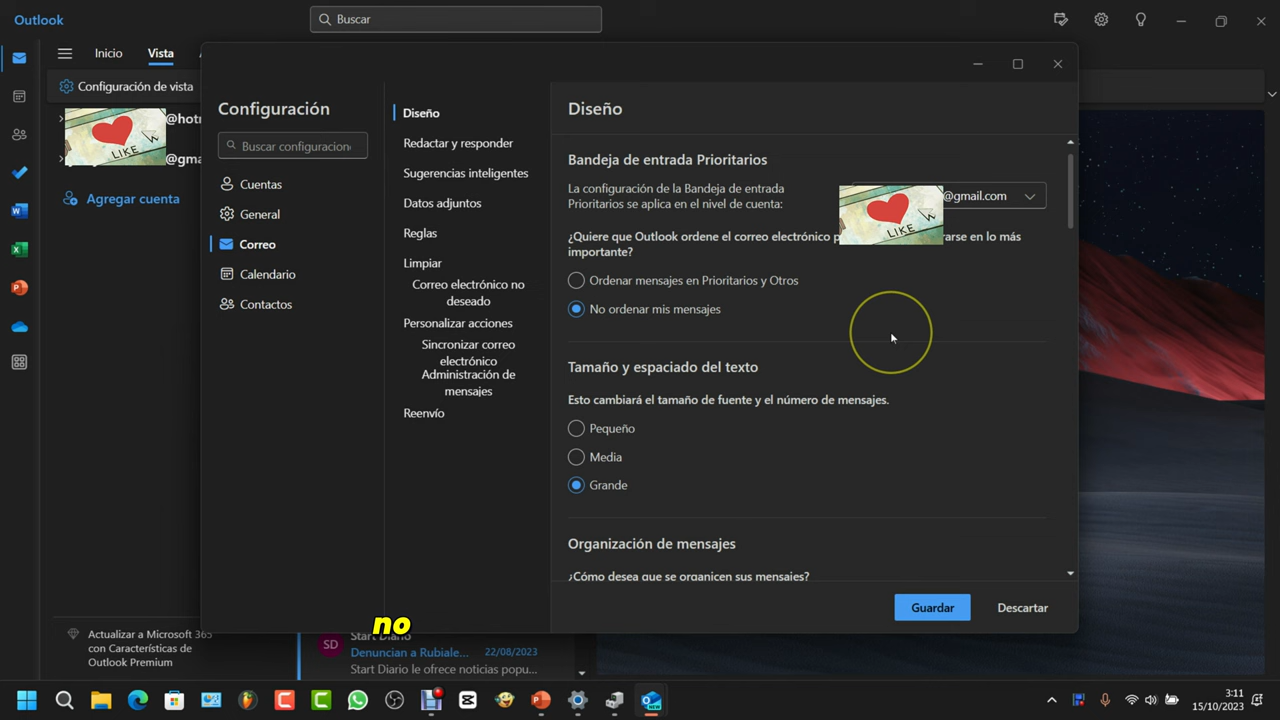 Outlook
Buscar
Inicio
Vista
Configuración de vista
@hotr
@gma
LIKE
Agregar cuenta
Configuración
Buscar configuracion
Cuentas
General
Correo
Calendario
Contactos
Diseño
Redactar y responder
Sugerencias inteligentes
Datos adjuntos
Reglas
Limpiar
Correo electrónico no
deseado
Personalizar acciones
Sincronizar correo
electrónico
Administración de
mensajes
Reenvío
Diseño
Bandeja de entrada Prioritarios
La configuración de la Bandeja de entrada
Prioritarios se aplica en el nivel de cuenta:
@gmail.com
LIKE
¿Quiere que Outlook ordene el correo electrónico p rarse en lo más
importante?
Ordenar mensajes en Prioritarios y Otros
No ordenar mis mensajes
Tamaño y espaciado del texto
Esto cambiará el tamaño de fuente y el número de mensajes.
Pequeño
Media
Grande
Organización de mensajes
¿Cómo desea que se organicen sus mensajes?
Guardar
Descartar
no
Actualizar a Microsoft 365
con Características de
Outlook Premium
SD
Start Diario
Denuncian a Rubiale...
22/08/2023
Start Diario le ofrece noticias popu...
NEW
3:11
15/10/2023